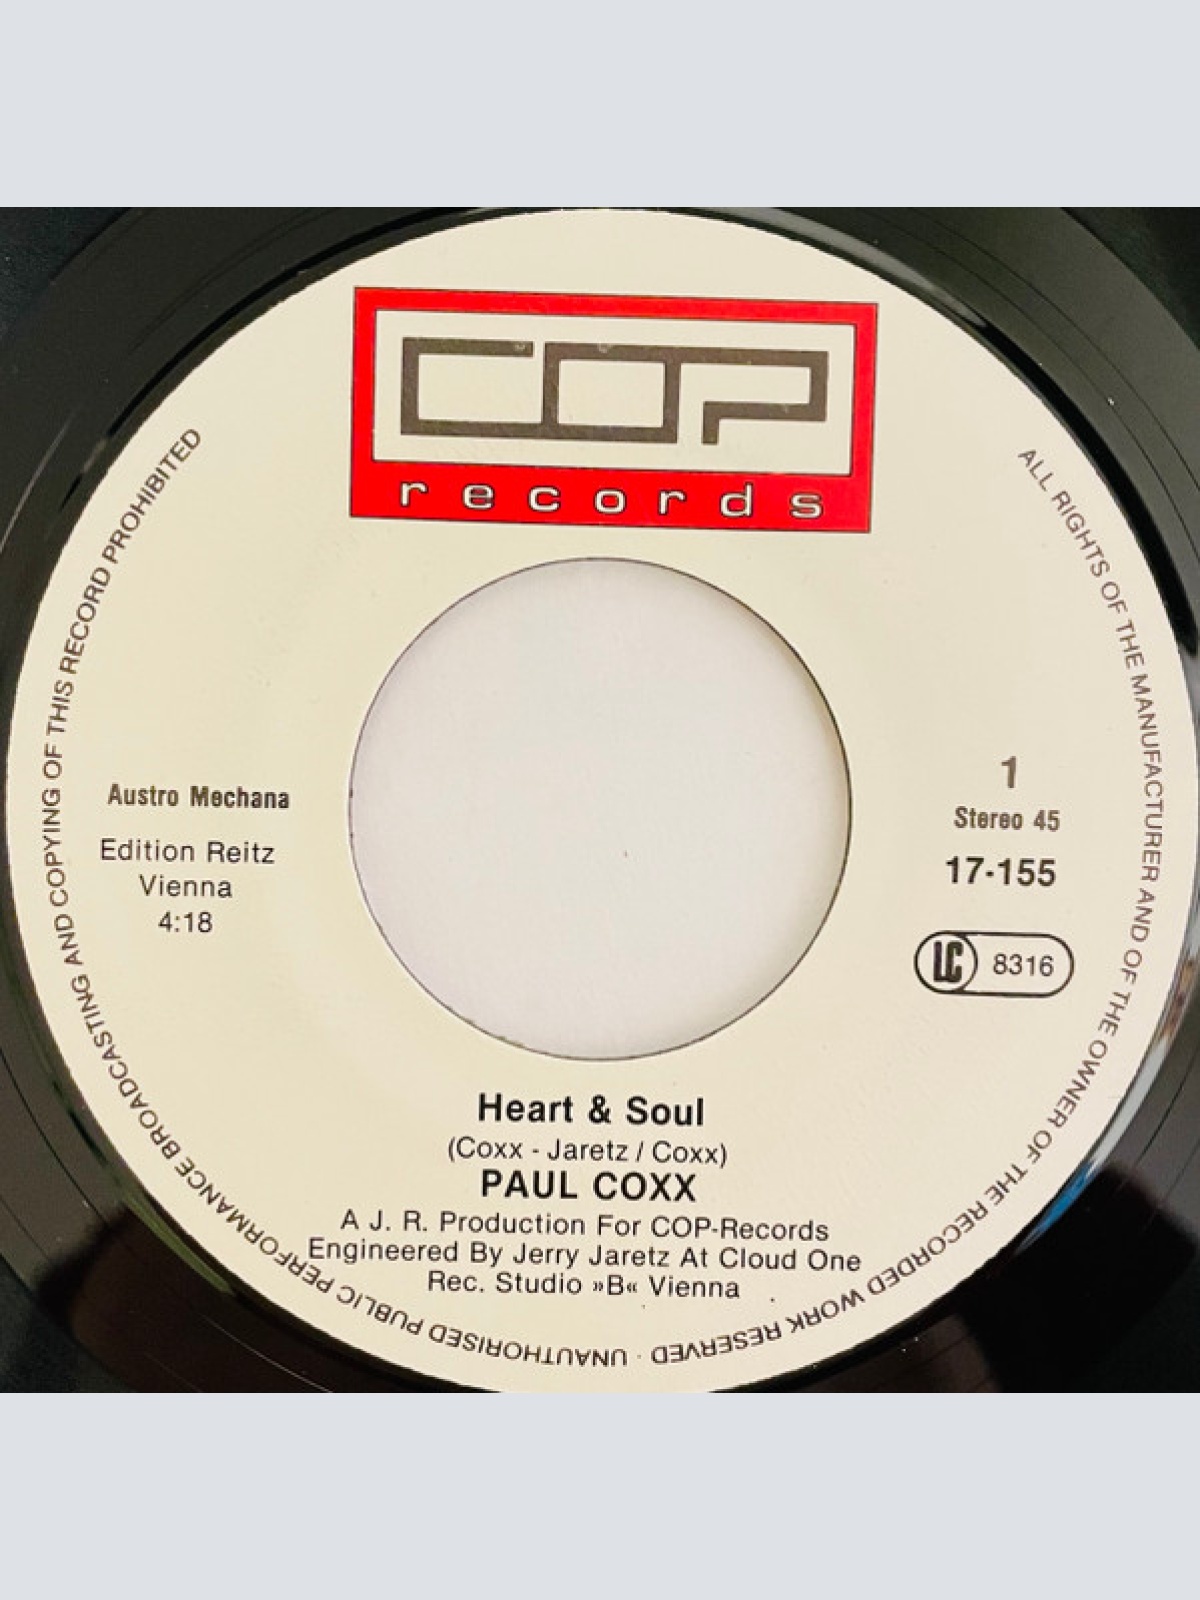 COP
records
ALL RIGHTS OF THE MANUFACTURER AND OF THE OWNER OF THE RECORDED WORK RESERVED · UNAUTHORISED PUBLIC PERFORMANCE BROADCASTING AND COPYING OF THIS RECORD PROHIBITED
Austro Mechana
Edition Reitz
Vienna
4:18
1
Stereo 45
17-155
LC 8316
Heart & Soul
(Coxx - Jaretz / Coxx)
PAUL COXX
A J. R. Production For COP-Records
Engineered By Jerry Jaretz At Cloud One
Rec. Studio »B« Vienna